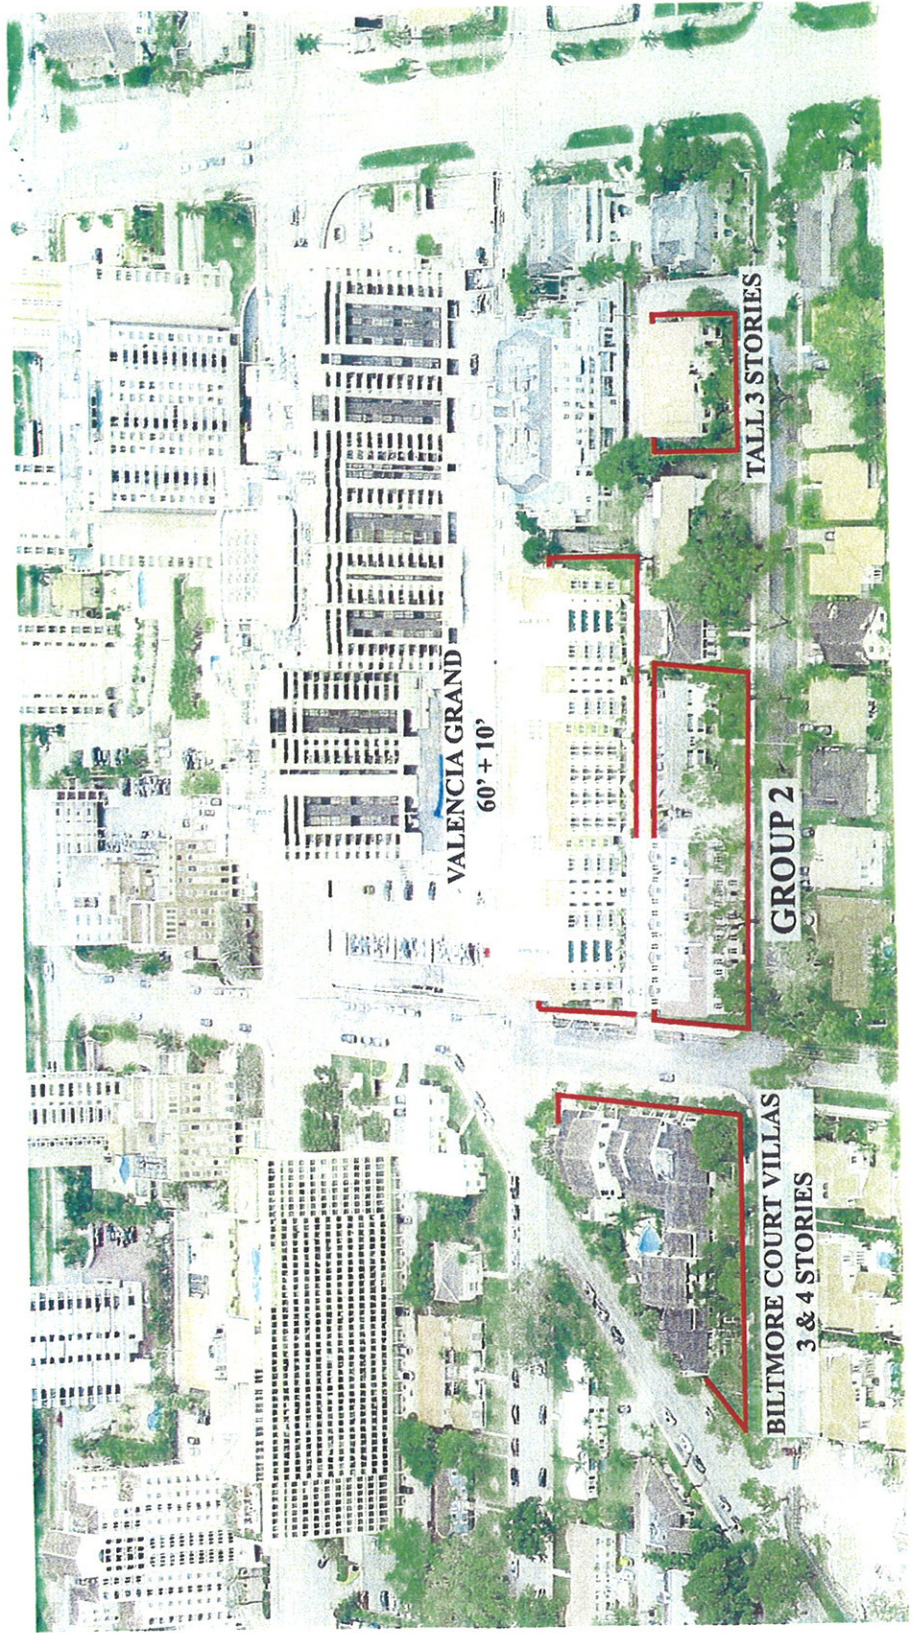 BILTMORE COURT VILLAS
3 & 4 STORIES
VALENCIA GRAND
60’ + 10’
GROUP 2
TALL 3 STORIES